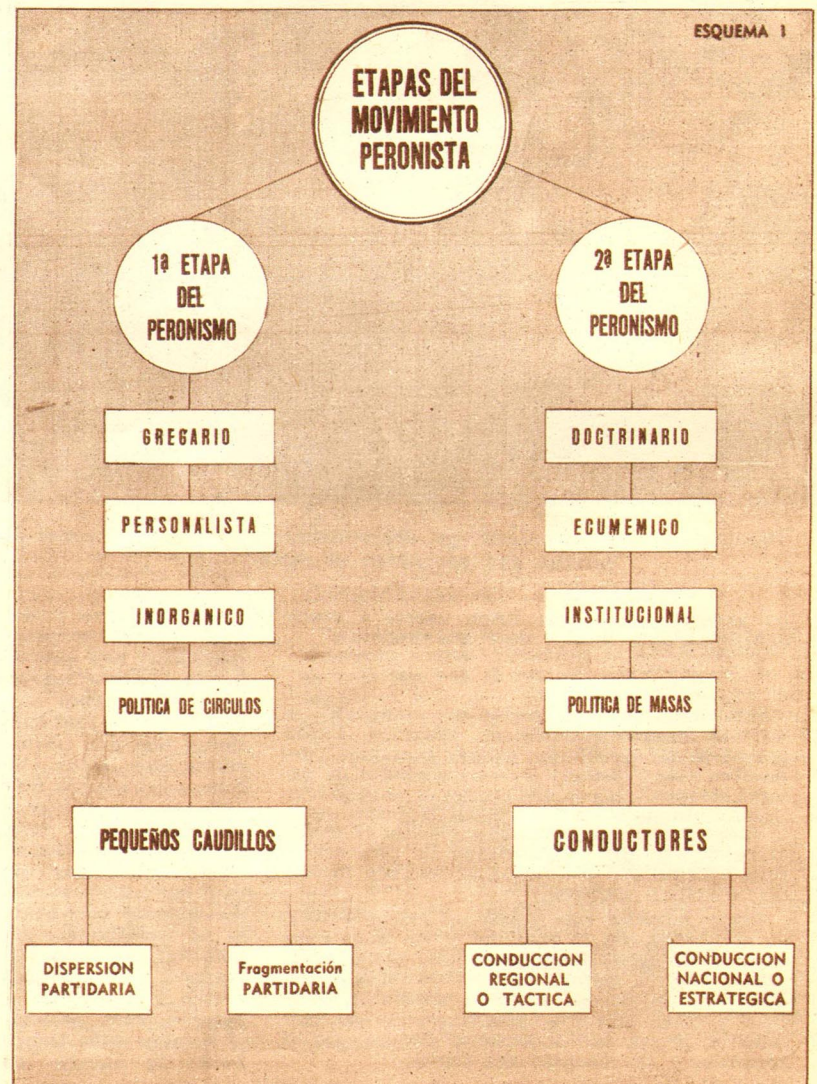 ESQUEMA 1
ETAPAS DEL
MOVIMIENTO
PERONISTA
1ª ETAPA
DEL
PERONISMO
GREGARIO
PERSONALISTA
INORGANICO
POLITICA DE CIRCULOS
PEQUEÑOS CAUDILLOS
DISPERSION
PARTIDARIA
Fragmentación
PARTIDARIA
2ª ETAPA
DEL
PERONISMO
DOCTRINARIO
ECUMEMICO
INSTITUCIONAL
POLITICA DE MASAS
CONDUCTORES
CONDUCCION
REGIONAL
O TACTICA
CONDUCCION
NACIONAL O
ESTRATEGICA